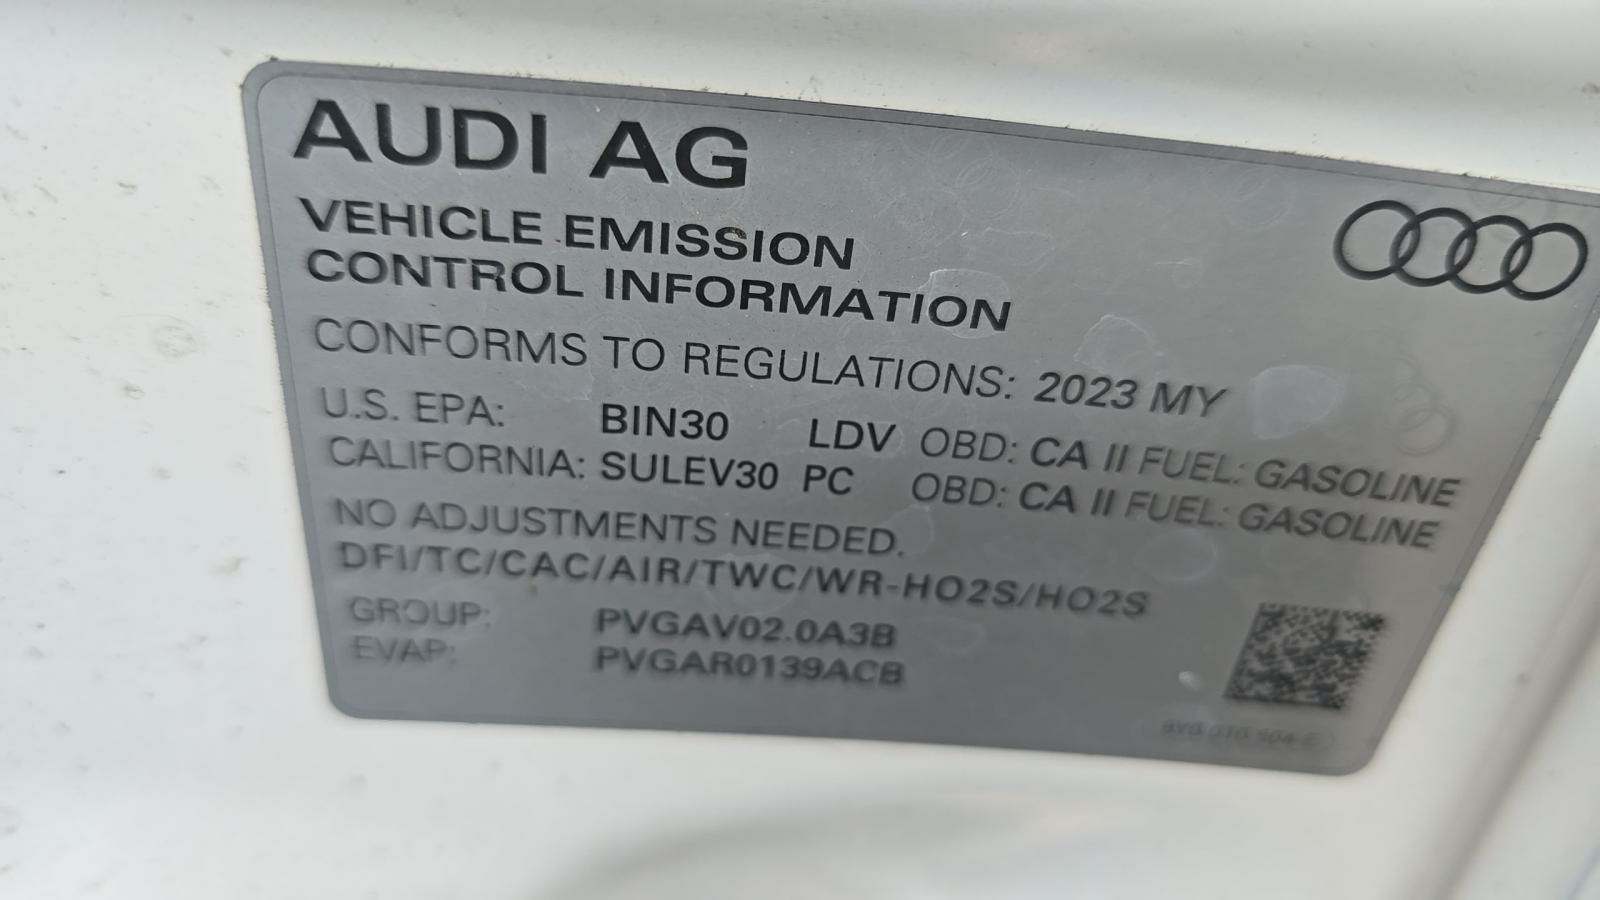 AUDI AG
VEHICLE EMISSION
CONTROL INFORMATION
CONFORMS TO REGULATIONS: 2023 MY
U.S. EPA: BIN30 LDV OBD: CA II FUEL: GASOLINE
CALIFORNIA: SULEV30 PC OBD: CA II FUEL: GASOLINE
NO ADJUSTMENTS NEEDED.
DFI/TC/CAC/AIR/TWC/WR-HO2S/HO2S
GROUP: PVGAV02.0A3B
EVAP: PVGAR0139ACB